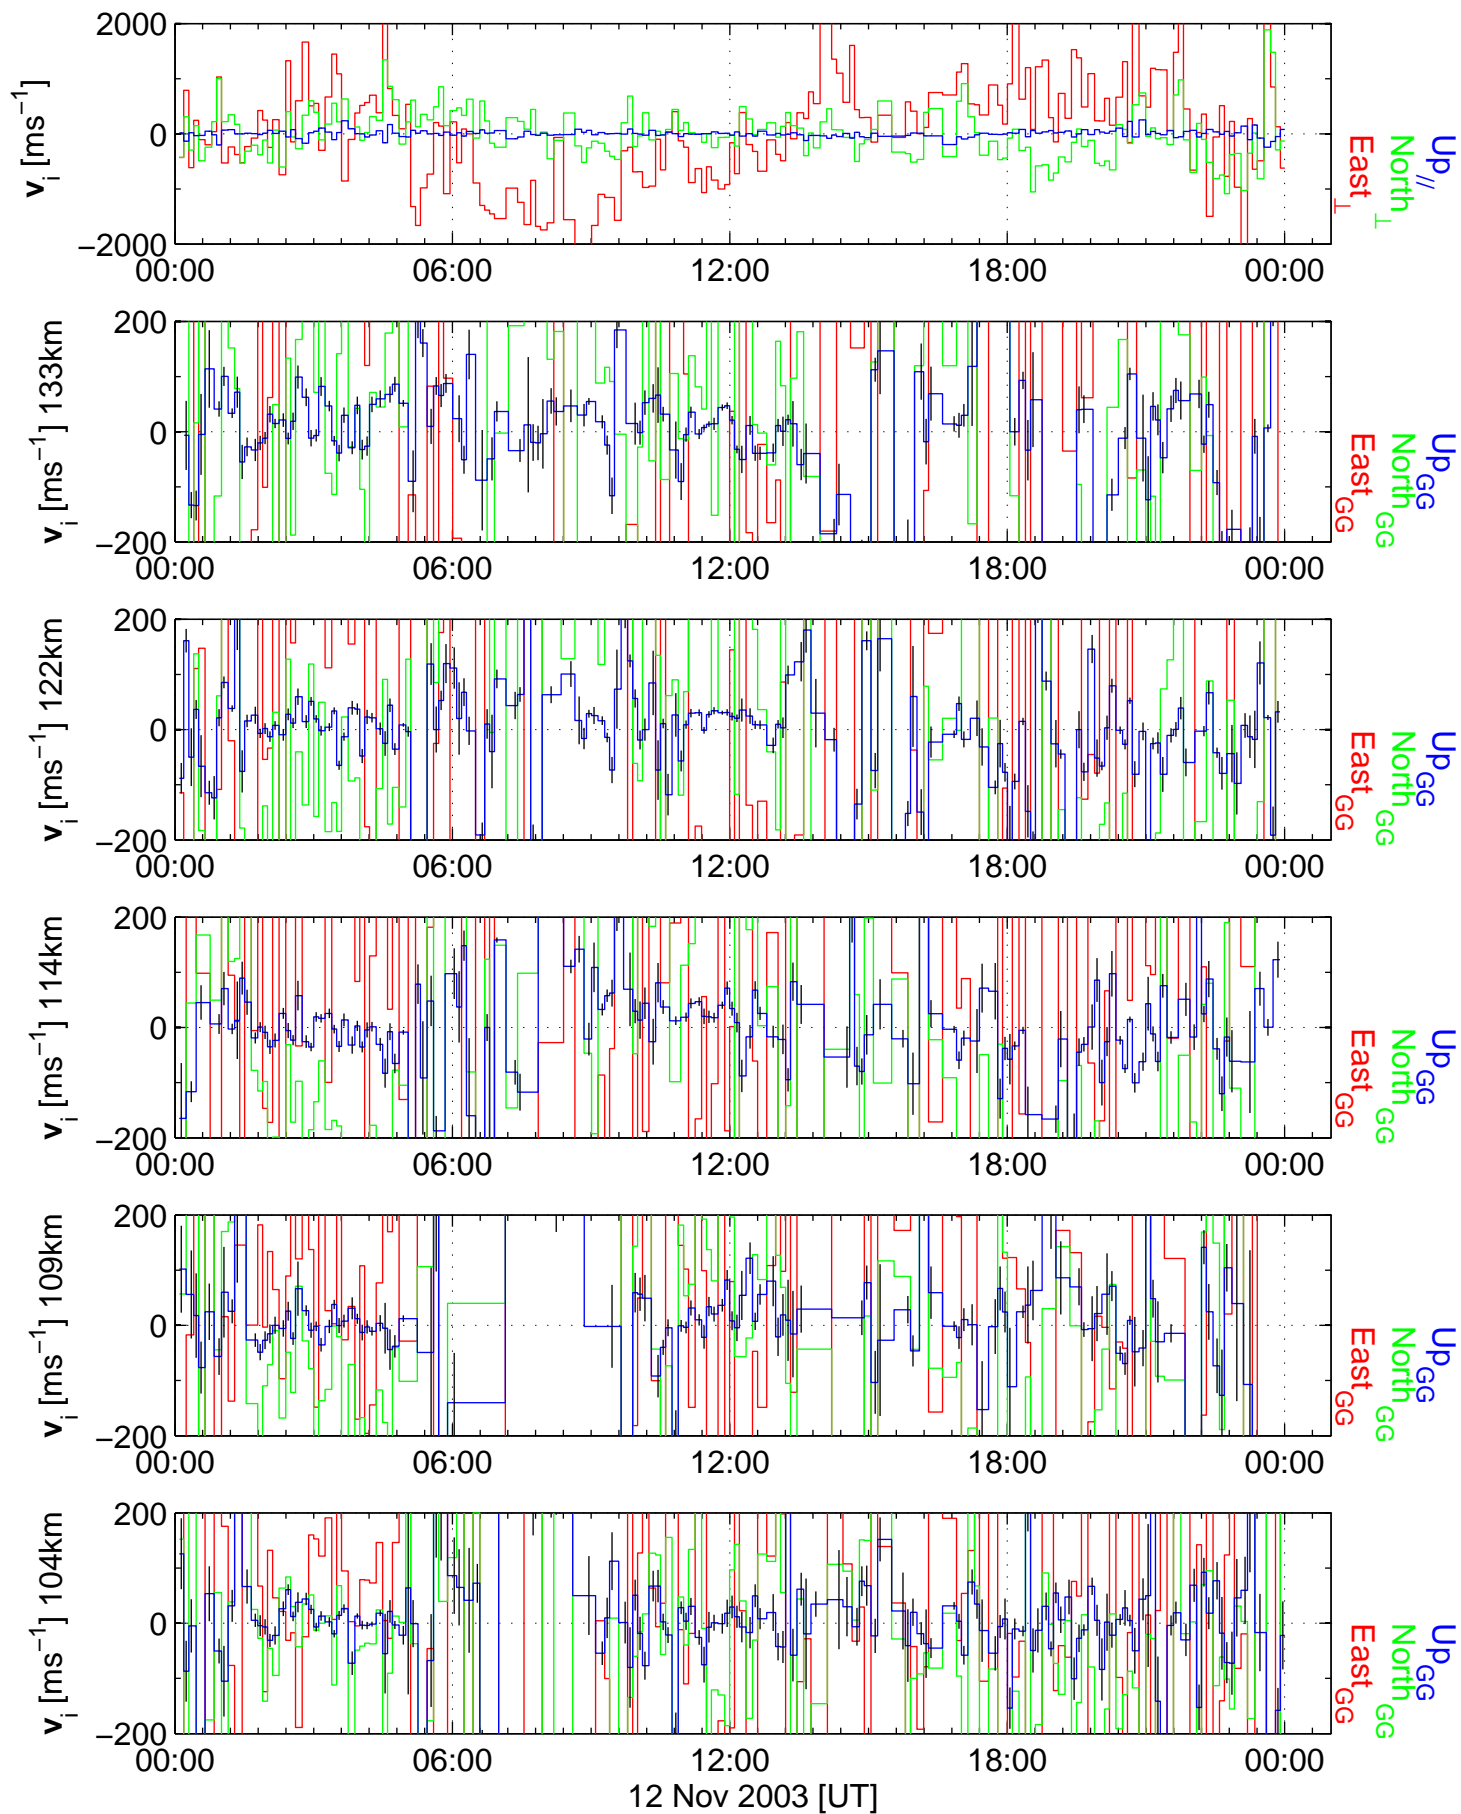 2000
0
−2000
v_i [ms^−1]
00:00 06:00 12:00 18:00 00:00
East_⊥
North_⊥
Up_//
200
0
−200
v_i [ms^−1] 133km
00:00 06:00 12:00 18:00 00:00
East_GG
North_GG
Up_GG
200
0
−200
v_i [ms^−1] 122km
00:00 06:00 12:00 18:00 00:00
East_GG
North_GG
Up_GG
200
0
−200
v_i [ms^−1] 114km
00:00 06:00 12:00 18:00 00:00
East_GG
North_GG
Up_GG
200
0
−200
v_i [ms^−1] 109km
00:00 06:00 12:00 18:00 00:00
East_GG
North_GG
Up_GG
200
0
−200
v_i [ms^−1] 104km
00:00 06:00 12:00 18:00 00:00
East_GG
North_GG
Up_GG
12 Nov 2003 [UT]